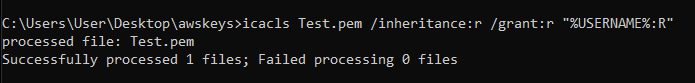 C:\Users\User\Desktop\awskeys>icacls Test.pem /inheritance:r /grant:r "%USERNAME%:R"
processed file: Test.pem
Successfully processed 1 files; Failed processing 0 files